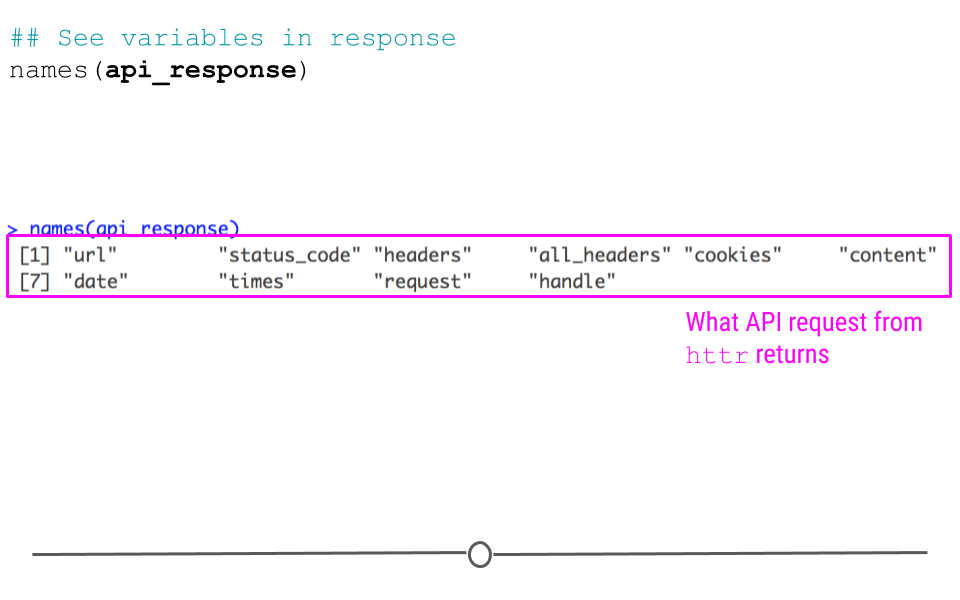 ## See variables in response
names(api_response)
> names(api_response)
[1] "url" "status_code" "headers" "all_headers" "cookies" "content"
[7] "date" "times" "request" "handle"
What API request from
httr returns